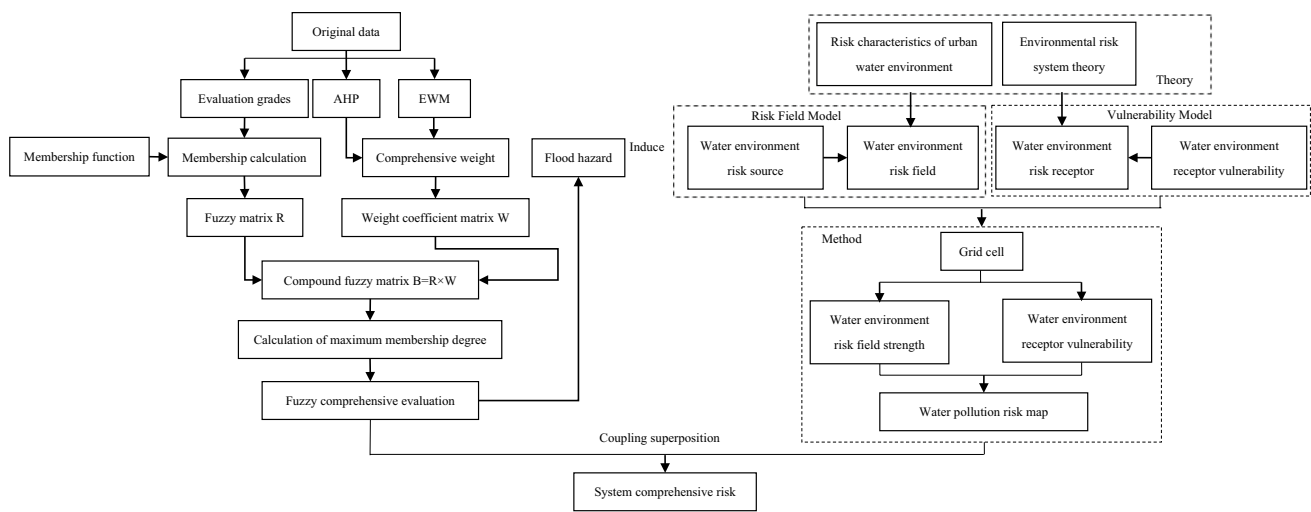 Original data
Evaluation grades
AHP
EWM
Membership function
Membership calculation
Comprehensive weight
Flood hazard
Induce
Fuzzy matrix R
Weight coefficient matrix W
Compound fuzzy matrix B=R×W
Calculation of maximum membership degree
Fuzzy comprehensive evaluation
Risk characteristics of urban
water environment
Environmental risk
system theory
Theory
Risk Field Model
Water environment
risk source
Water environment
risk field
Vulnerability Model
Water environment
risk receptor
Water environment
receptor vulnerability
Method
Grid cell
Water environment
risk field strength
Water environment
receptor vulnerability
Water pollution risk map
Coupling superposition
System comprehensive risk